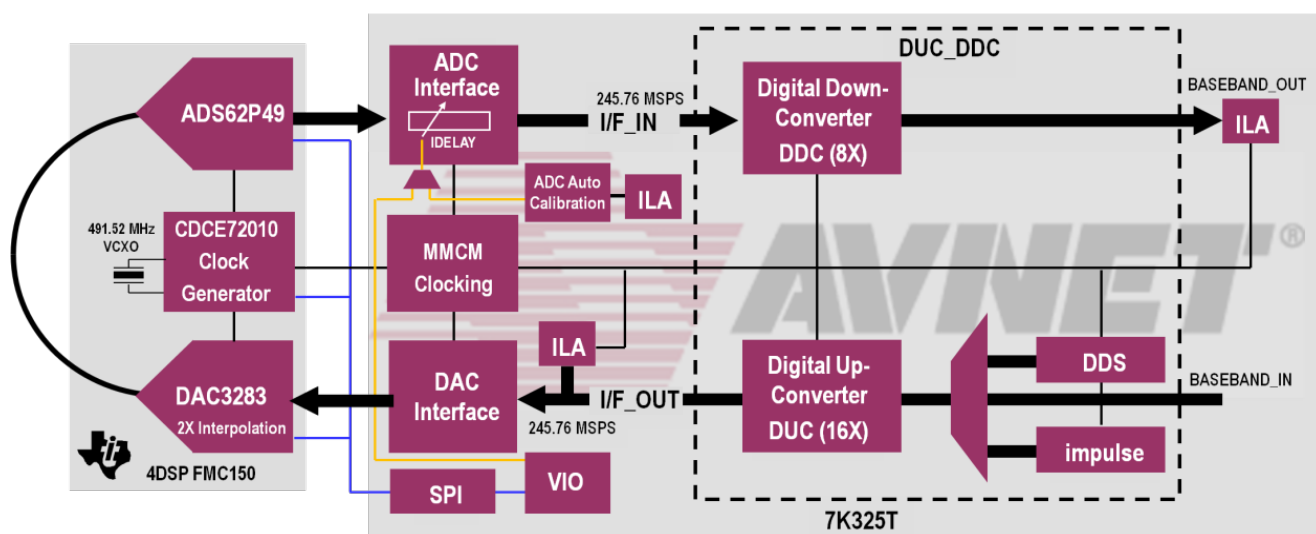 DUC_DDC
ADS62P49
ADC
Interface
IDELAY
245.76 MSPS
I/F_IN
Digital Down-
Converter
DDC (8X)
BASEBAND_OUT
ILA
ADC Auto
Calibration
ILA
491.52 MHz
VCXO
CDCE72010
Clock
Generator
MMCM
Clocking
AVNET®
ILA
DAC3283
2X Interpolation
DAC
Interface
I/F_OUT
245.76 MSPS
Digital Up-
Converter
DUC (16X)
DDS
BASEBAND_IN
impulse
ti
4DSP FMC150
SPI
VIO
7K325T